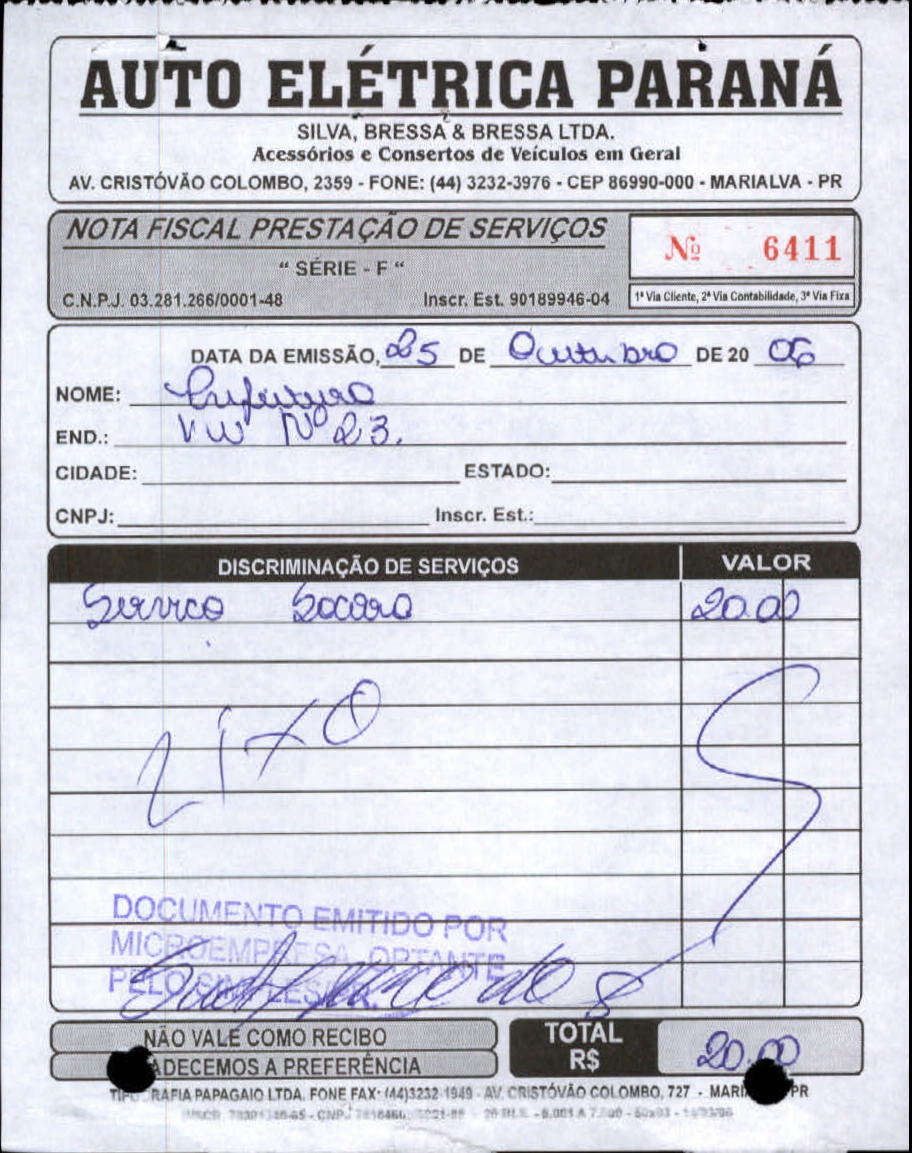 AUTO ELÉTRICA PARANÁ
SILVA, BRESSA & BRESSA LTDA.
Acessórios e Consertos de Veículos em Geral
AV. CRISTÓVÃO COLOMBO, 2359 - FONE: (44) 3232-3976 - CEP 86990-000 - MARIALVA - PR
NOTA FISCAL PRESTAÇÃO DE SERVIÇOS
" SÉRIE - F "
Nº 6411
C.N.P.J. 03.281.266/0001-48 Inscr. Est. 90189946-04
1ª Via Cliente, 2ª Via Contabilidade, 3ª Via Fixa
DATA DA EMISSÃO, 25 DE Outubro DE 20 06
NOME:
END.: VW Nº 23.
CIDADE: ESTADO:
CNPJ: Inscr. Est.:
DISCRIMINAÇÃO DE SERVIÇOS VALOR
Servico Socoro 20.00
DOCUMENTO EMITIDO POR
MICROEMPRESA OPTANTE
PELO SIMPLES
NÃO VALE COMO RECIBO
ADECEMOS A PREFERÊNCIA
TOTAL R$ 20.00
RAFIA PAPAGAIO LTDA. FONE FAX: (44)3232 1949 - AV. CRISTÓVÃO COLOMBO, 727 - MARI PR